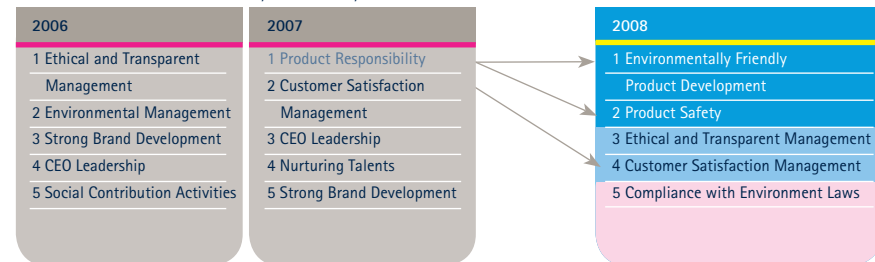 2006
1 Ethical and Transparent
Management
2 Environmental Management
3 Strong Brand Development
4 CEO Leadership
5 Social Contribution Activities
2007
1 Product Responsibility
2 Customer Satisfaction
Management
3 CEO Leadership
4 Nurturing Talents
5 Strong Brand Development
2008
1 Environmentally Friendly
Product Development
2 Product Safety
3 Ethical and Transparent Management
4 Customer Satisfaction Management
5 Compliance with Environment Laws